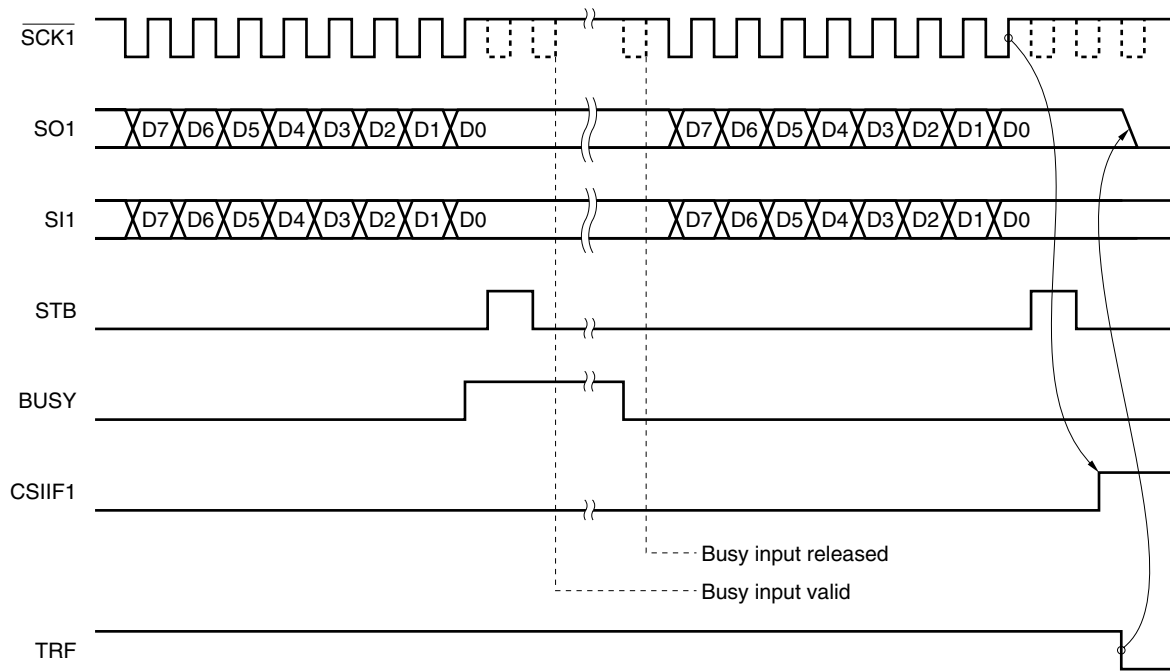 SCK1
SO1 D7 D6 D5 D4 D3 D2 D1 D0 D7 D6 D5 D4 D3 D2 D1 D0
SI1 D7 D6 D5 D4 D3 D2 D1 D0 D7 D6 D5 D4 D3 D2 D1 D0
STB
BUSY
CSIIF1
Busy input released
Busy input valid
TRF